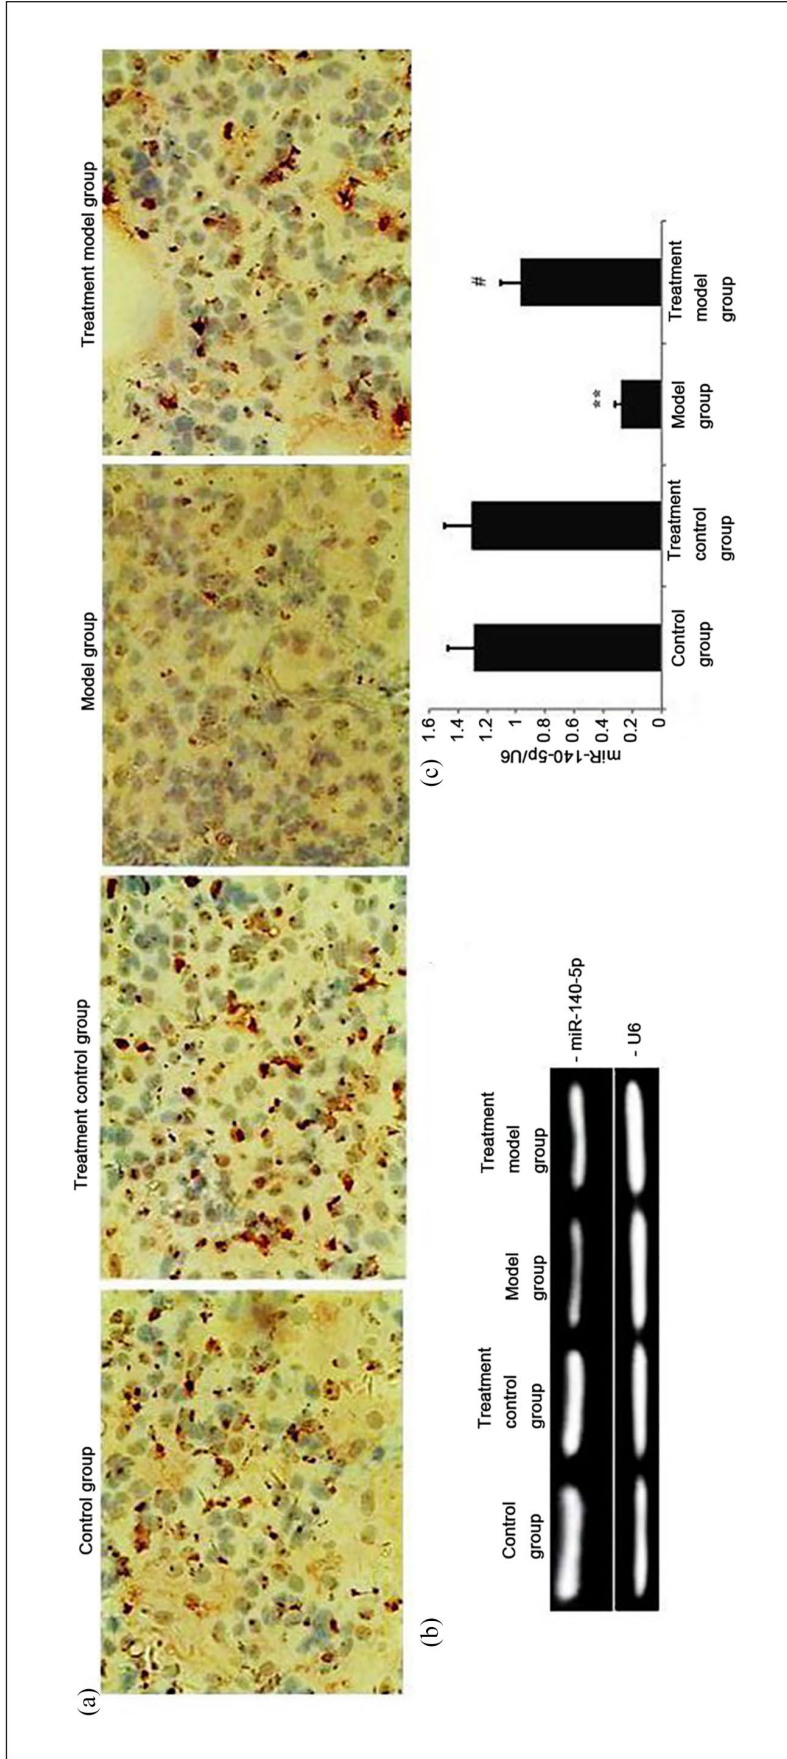 (a)
Control group
Treatment control group
Model group
Treatment model group
(b)
Control
group
Treatment
control
group
Model
group
Treatment
model
group
- miR-140-5p
- U6
(c)
miR-140-5p/U6
1.6
1.4
1.2
1
0.8
0.6
0.4
0.2
0
**
#
Control
group
Treatment
control
group
Model
group
Treatment
model
group